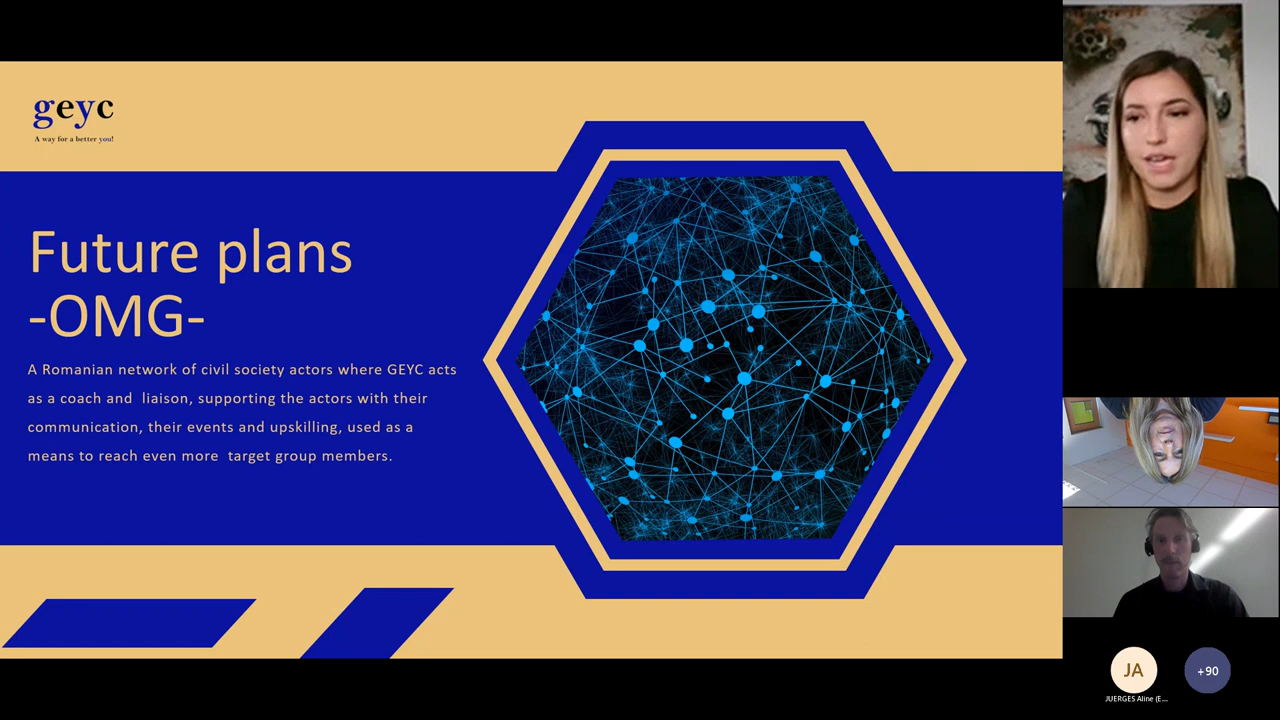 geyc
A way for a better you!
Future plans
-OMG-
A Romanian network of civil society actors where GEYC acts
as a coach and  liaison, supporting the actors with their
communication, their events and upskilling, used as a
means to reach even more  target group members.
JA
+90
JUERGES Aline (E...